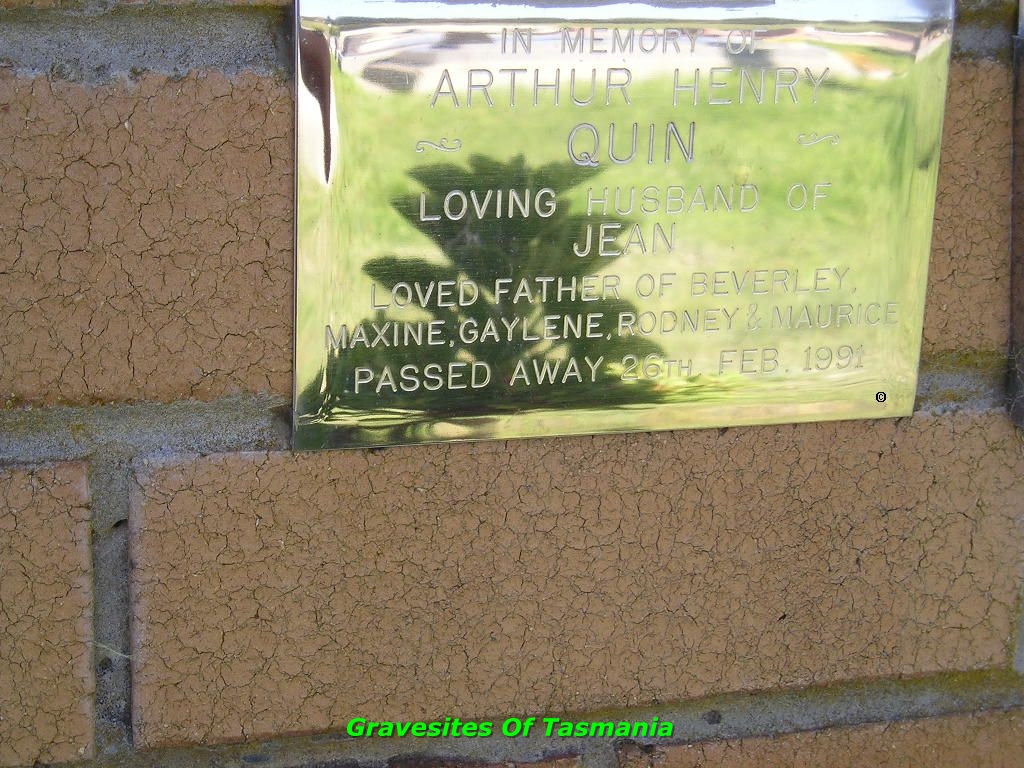 IN MEMORY OF
ARTHUR HENRY
QUIN
LOVING HUSBAND OF
JEAN
LOVED FATHER OF BEVERLEY,
MAXINE, GAYLENE, RODNEY & MAURICE
PASSED AWAY 26TH. FEB. 1991
©
Gravesites Of Tasmania